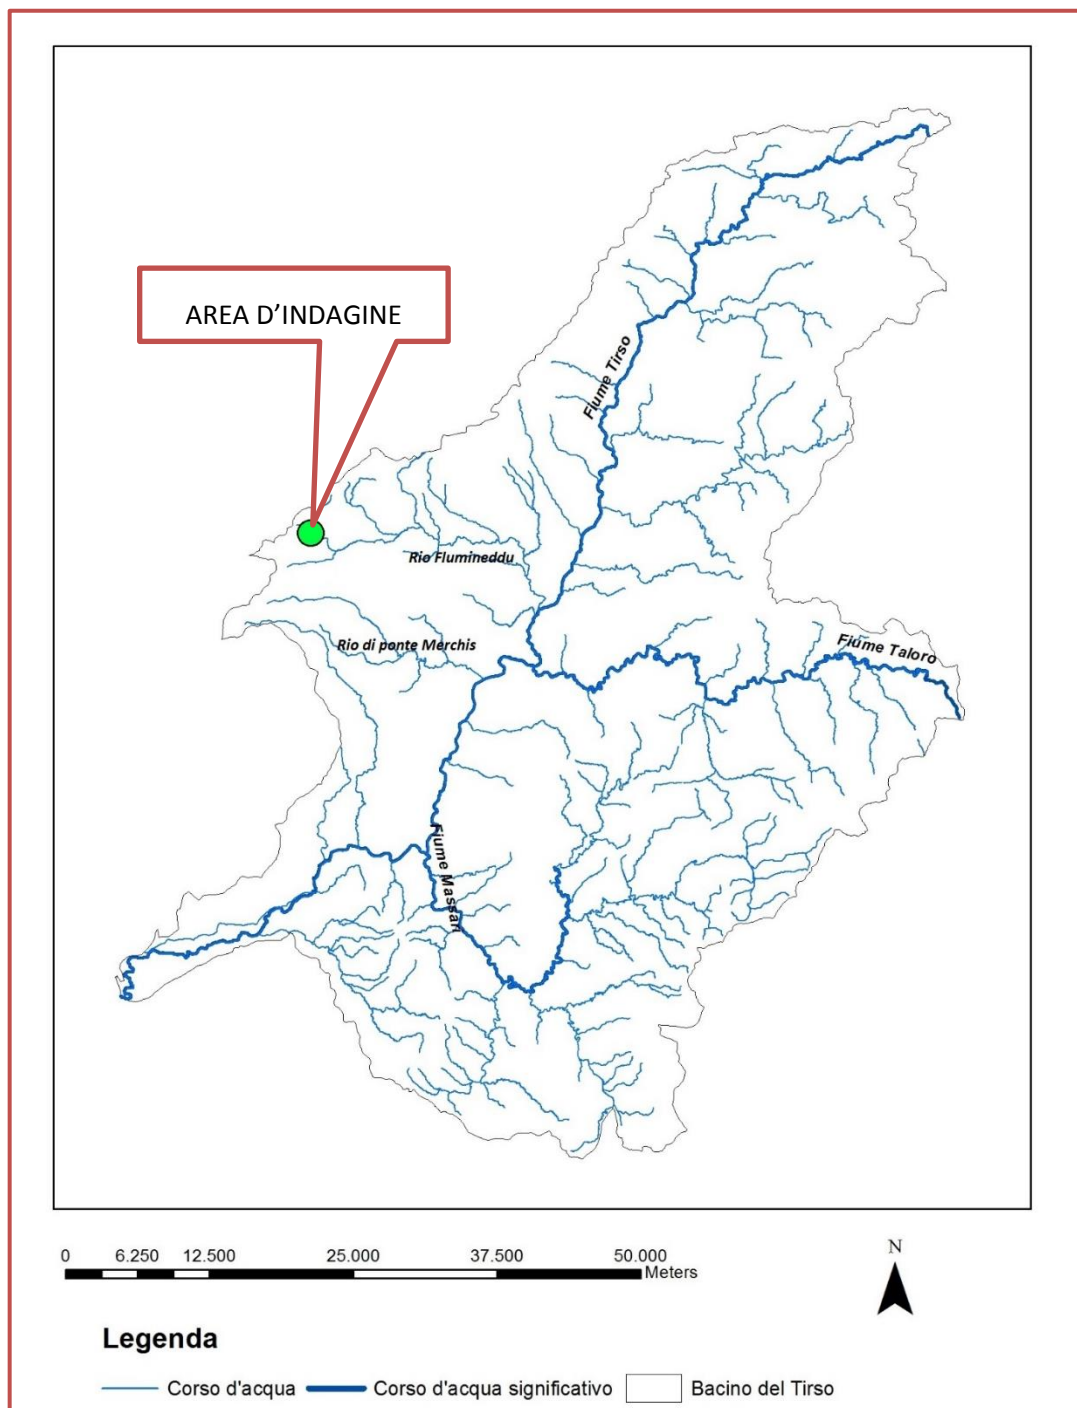 AREA D'INDAGINE
Fiume Tirso
Rio Flumineddu
Rio di ponte Merchis
Fiume Taloro
Fiume Massari
0 6.250 12.500 25.000 37.500 50.000
Meters
N
Legenda
Corso d'acqua Corso d'acqua significativo Bacino del Tirso